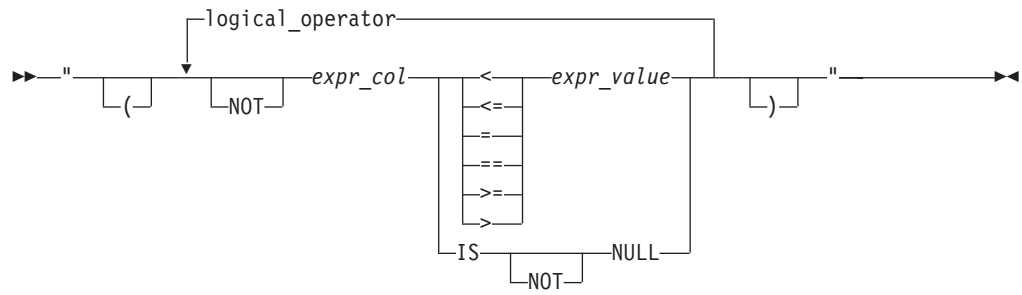 logical_operator
" ( NOT expr_col < expr_value ) "
<=
=
==
>=
>
IS NOT NULL